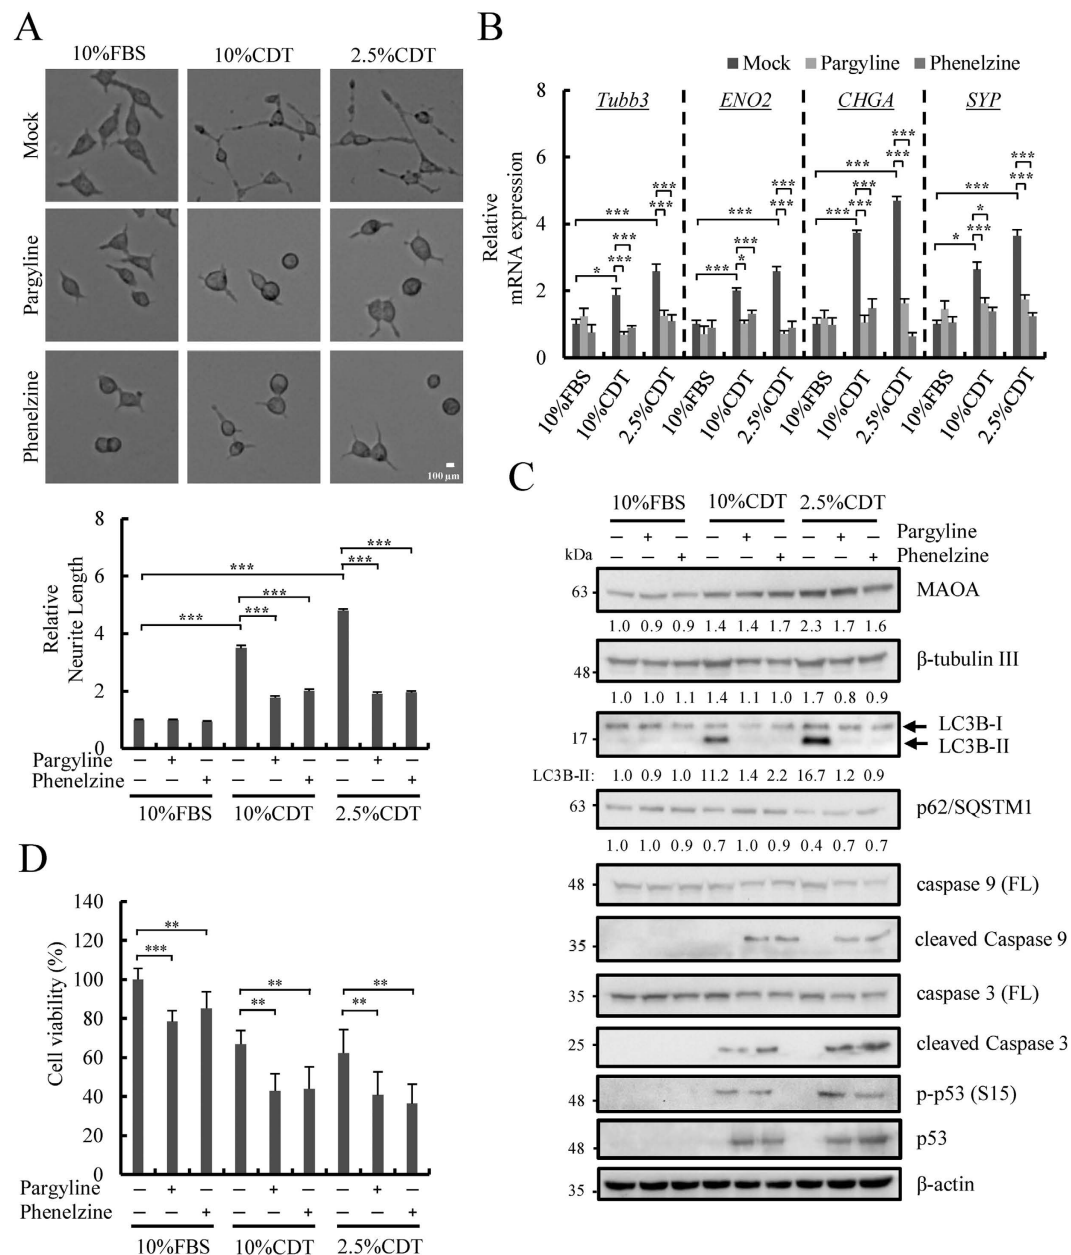 A
10%FBS 10%CDT 2.5%CDT
Mock
Pargyline
Phenelzine
100 μm
Relative
Neurite Length
8
6
4
2
0
*** *** *** *** *** ***
Pargyline – + – – + – – + –
Phenelzine – – + – – + – – +
10%FBS 10%CDT 2.5%CDT
B
Mock Pargyline Phenelzine
Relative
mRNA expression
8
6
4
2
0
Tubb3 ENO2 CHGA SYP
* *** *** *** *** ***
*** *** * *** *** ***
*** *** *** *** *** ***
* *** *** * *** ***
10%FBS 10%CDT 2.5%CDT 10%FBS 10%CDT 2.5%CDT 10%FBS 10%CDT 2.5%CDT 10%FBS 10%CDT 2.5%CDT
C
10%FBS 10%CDT 2.5%CDT
– + – – + – – + – Pargyline
kDa – – + – – + – – + Phenelzine
63 MAOA
1.0 0.9 0.9 1.4 1.4 1.7 2.3 1.7 1.6
48 β-tubulin III
1.0 1.0 1.1 1.4 1.1 1.0 1.7 0.8 0.9
LC3B-I
17 LC3B-II
LC3B-II: 1.0 0.9 1.0 11.2 1.4 2.2 16.7 1.2 0.9
63 p62/SQSTM1
1.0 1.0 0.9 0.7 1.0 0.9 0.4 0.7 0.7
48 caspase 9 (FL)
35 cleaved Caspase 9
35 caspase 3 (FL)
25 cleaved Caspase 3
48 p-p53 (S15)
48 p53
35 β-actin
D
Cell viability (%)
140
120
100
80
60
40
20
0
*** ** ** ** ** **
Pargyline – + – – + – – + –
Phenelzine – – + – – + – – +
10%FBS 10%CDT 2.5%CDT